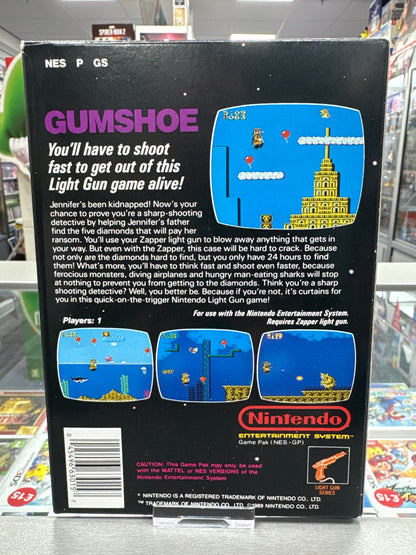 NES P GS
GUMSHOE
You'll have to shoot
fast to get out of this
Light Gun game alive!
Jennifer's been kidnapped! Now's your
chance to prove you're a sharp-shooting
detective by helping Jennifer's father
find the five diamonds that will pay her
ransom. You'll use your Zapper light gun to blow away anything that gets in
your way. But even with the Zapper, this case will be hard to crack. Because
not only are the diamonds hard to find, but you only have 24 hours to find
them! What's more, you'll have to think fast and shoot even faster, because
ferocious monsters, diving airplanes and hungry man-eating sharks will stop
at nothing to prevent you from getting to the diamonds. Think you're a sharp
shooting detective? Well, you better be. Because if you're not, it's curtains for
you in this quick-on-the-trigger Nintendo Light Gun game!
For use with the Nintendo Entertainment System.
Requires Zapper light gun.
Players: 1
Nintendo
ENTERTAINMENT SYSTEM™
Game Pak (NES-GP)
CAUTION: This Game Pak may only be used
with the MATTEL or NES VERSIONS of the
Nintendo Entertainment System.
LIGHT GUN
SERIES
® NINTENDO IS A REGISTERED TRADEMARK OF NINTENDO CO., LTD.
™ TRADEMARK OF NINTENDO CO., LTD. ©1989 NINTENDO CO., LTD.
£15